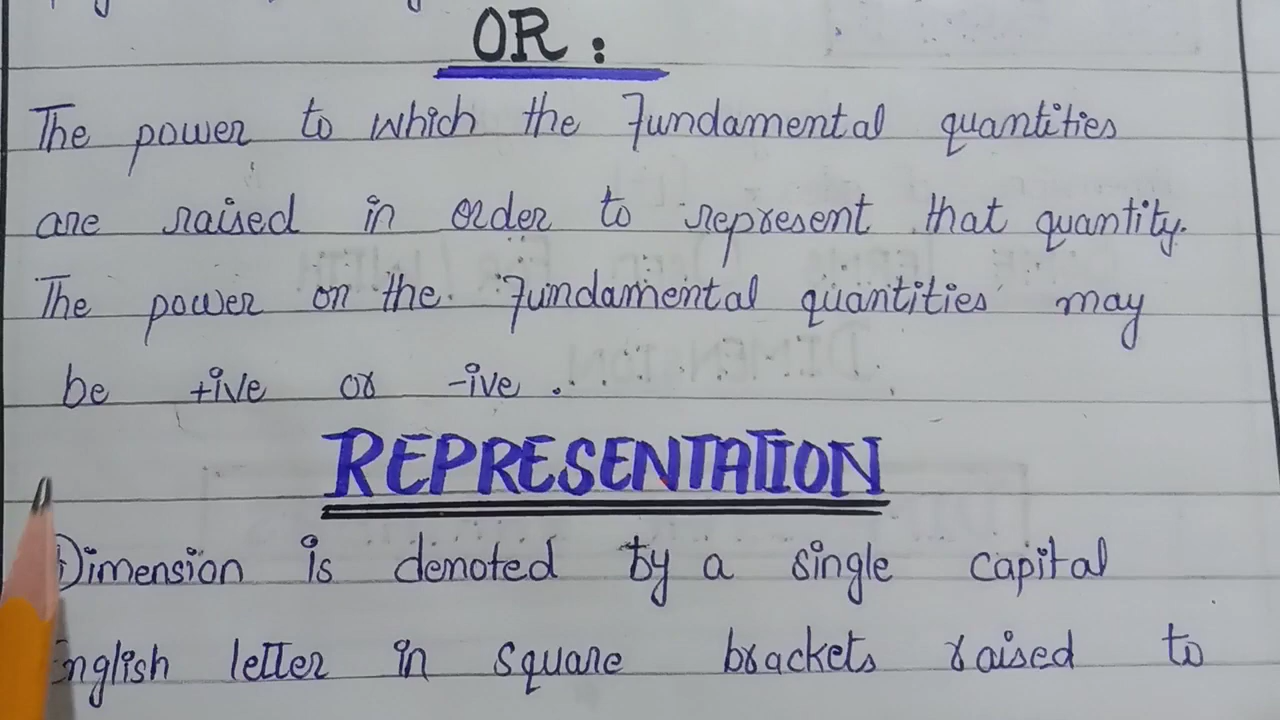 OR :
The power to which the fundamental quantities
are raised in order to represent that quantity.
The power on the fundamental quantities may
be +ive or -ive .
REPRESENTATION
Dimension is denoted by a single capital
English letter in square brackets raised to